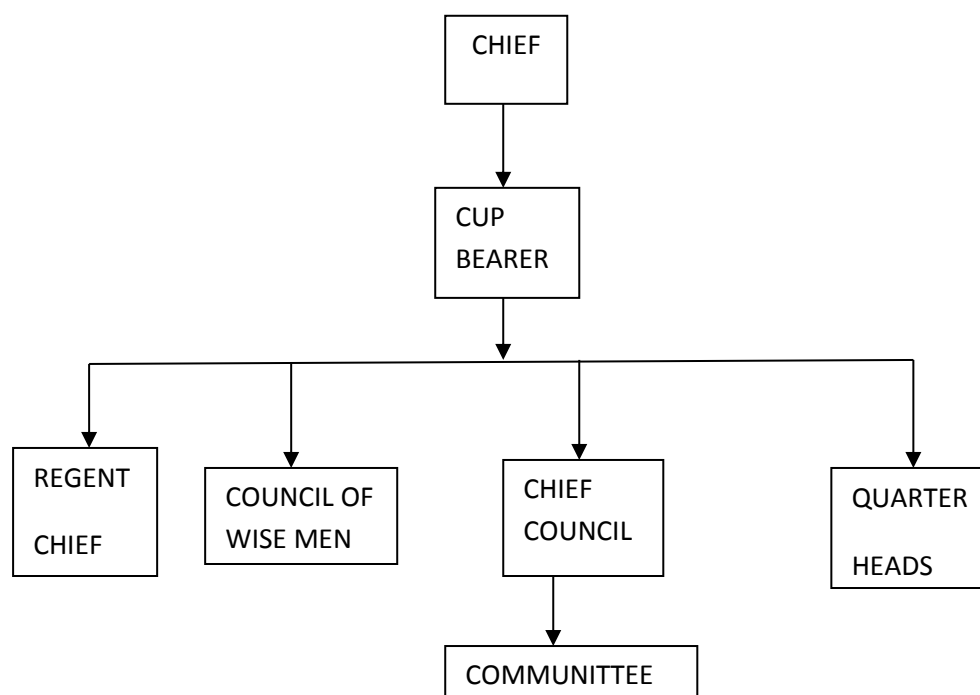 CHIEF
CUP
BEARER
REGENT
CHIEF
COUNCIL OF
WISE MEN
CHIEF
COUNCIL
QUARTER
HEADS
COMMUNITTEE